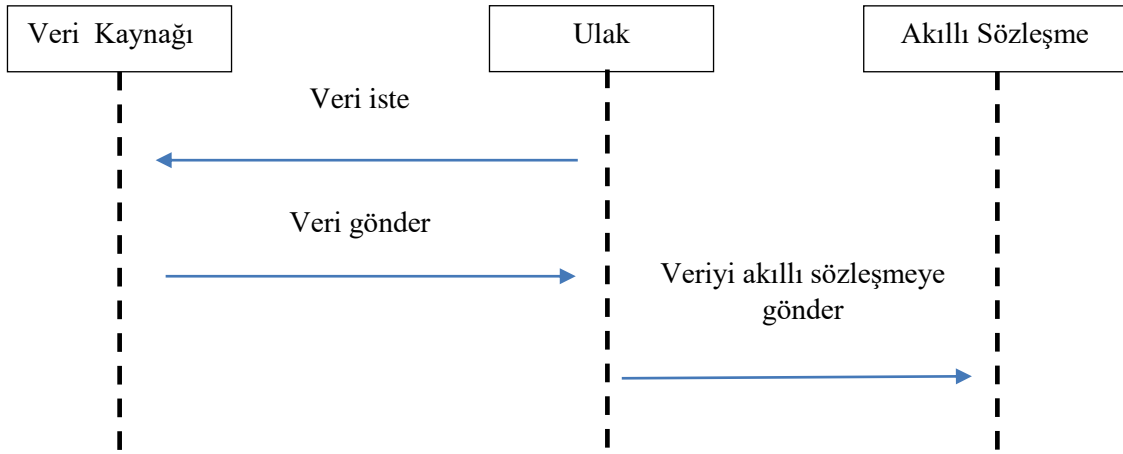 Veri Kaynağı
Ulak
Akıllı Sözleşme
Veri iste
Veri gönder
Veriyi akıllı sözleşmeye
gönder